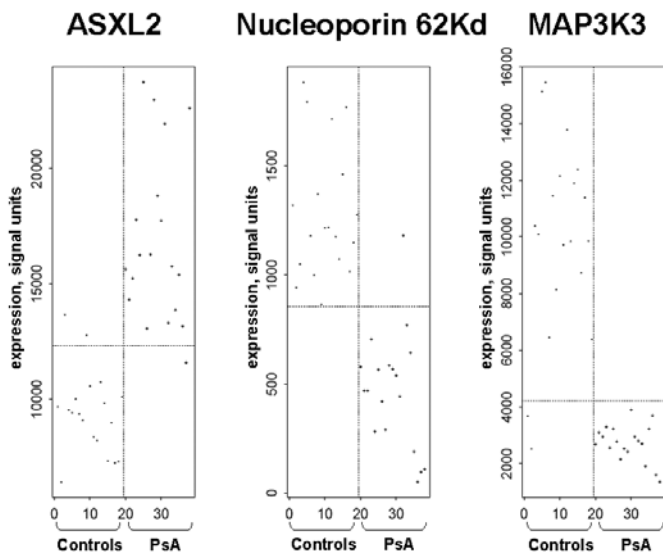 ASXL2
expression, signal units
20000
15000
10000
0 10 20 30
Controls PsA
Nucleoporin 62Kd
expression, signal units
1500
1000
500
0
0 10 20 30
Controls PsA
MAP3K3
expression, signal units
16000
14000
12000
10000
8000
6000
4000
2000
0 10 20 30
Controls PsA